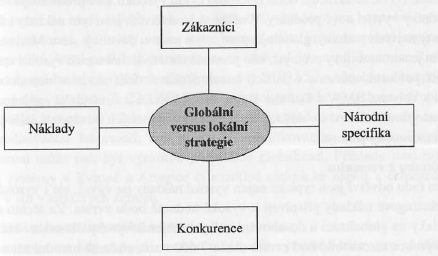 Zákazníci
Náklady
Globální
versus lokální
strategie
Národní
specifika
Konkurence